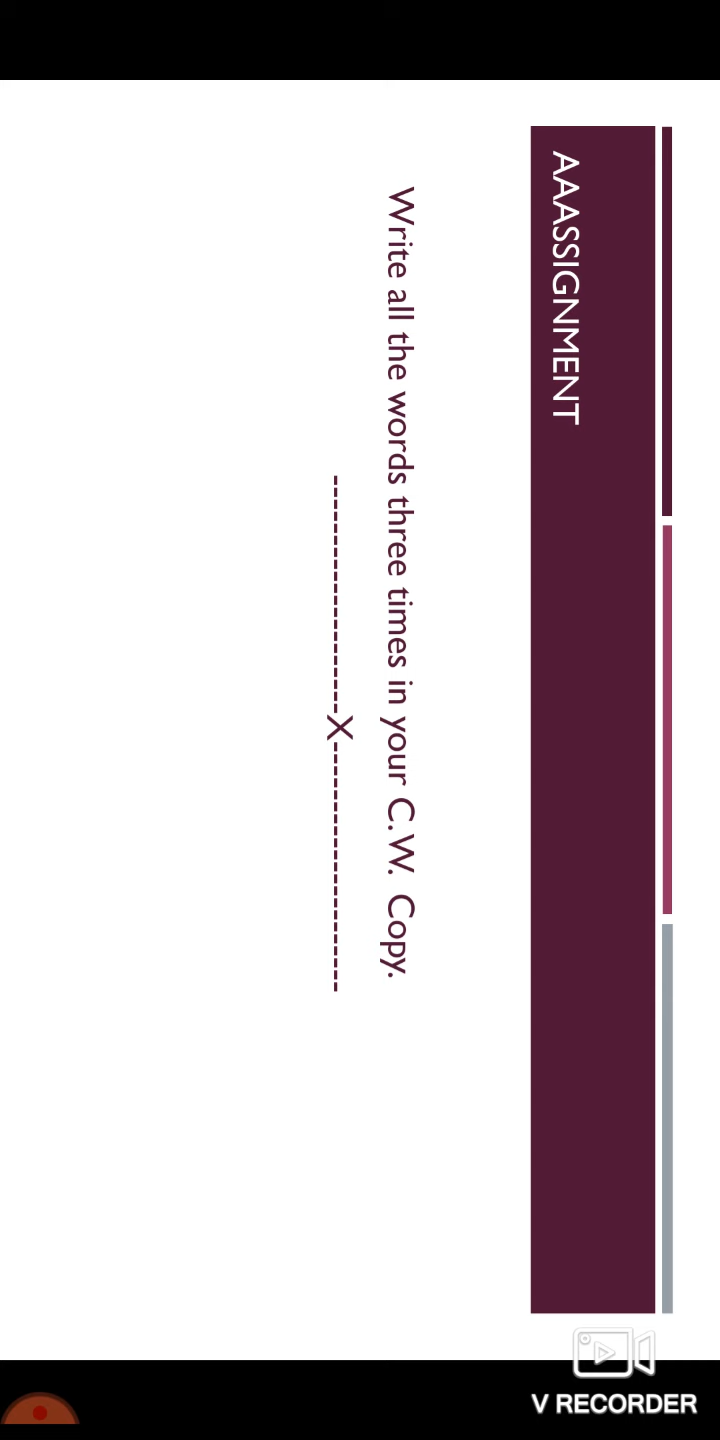 AAASSIGNMENT
Write all the words three times in your C.W. Copy.
--------------------X---------------------
V RECORDER